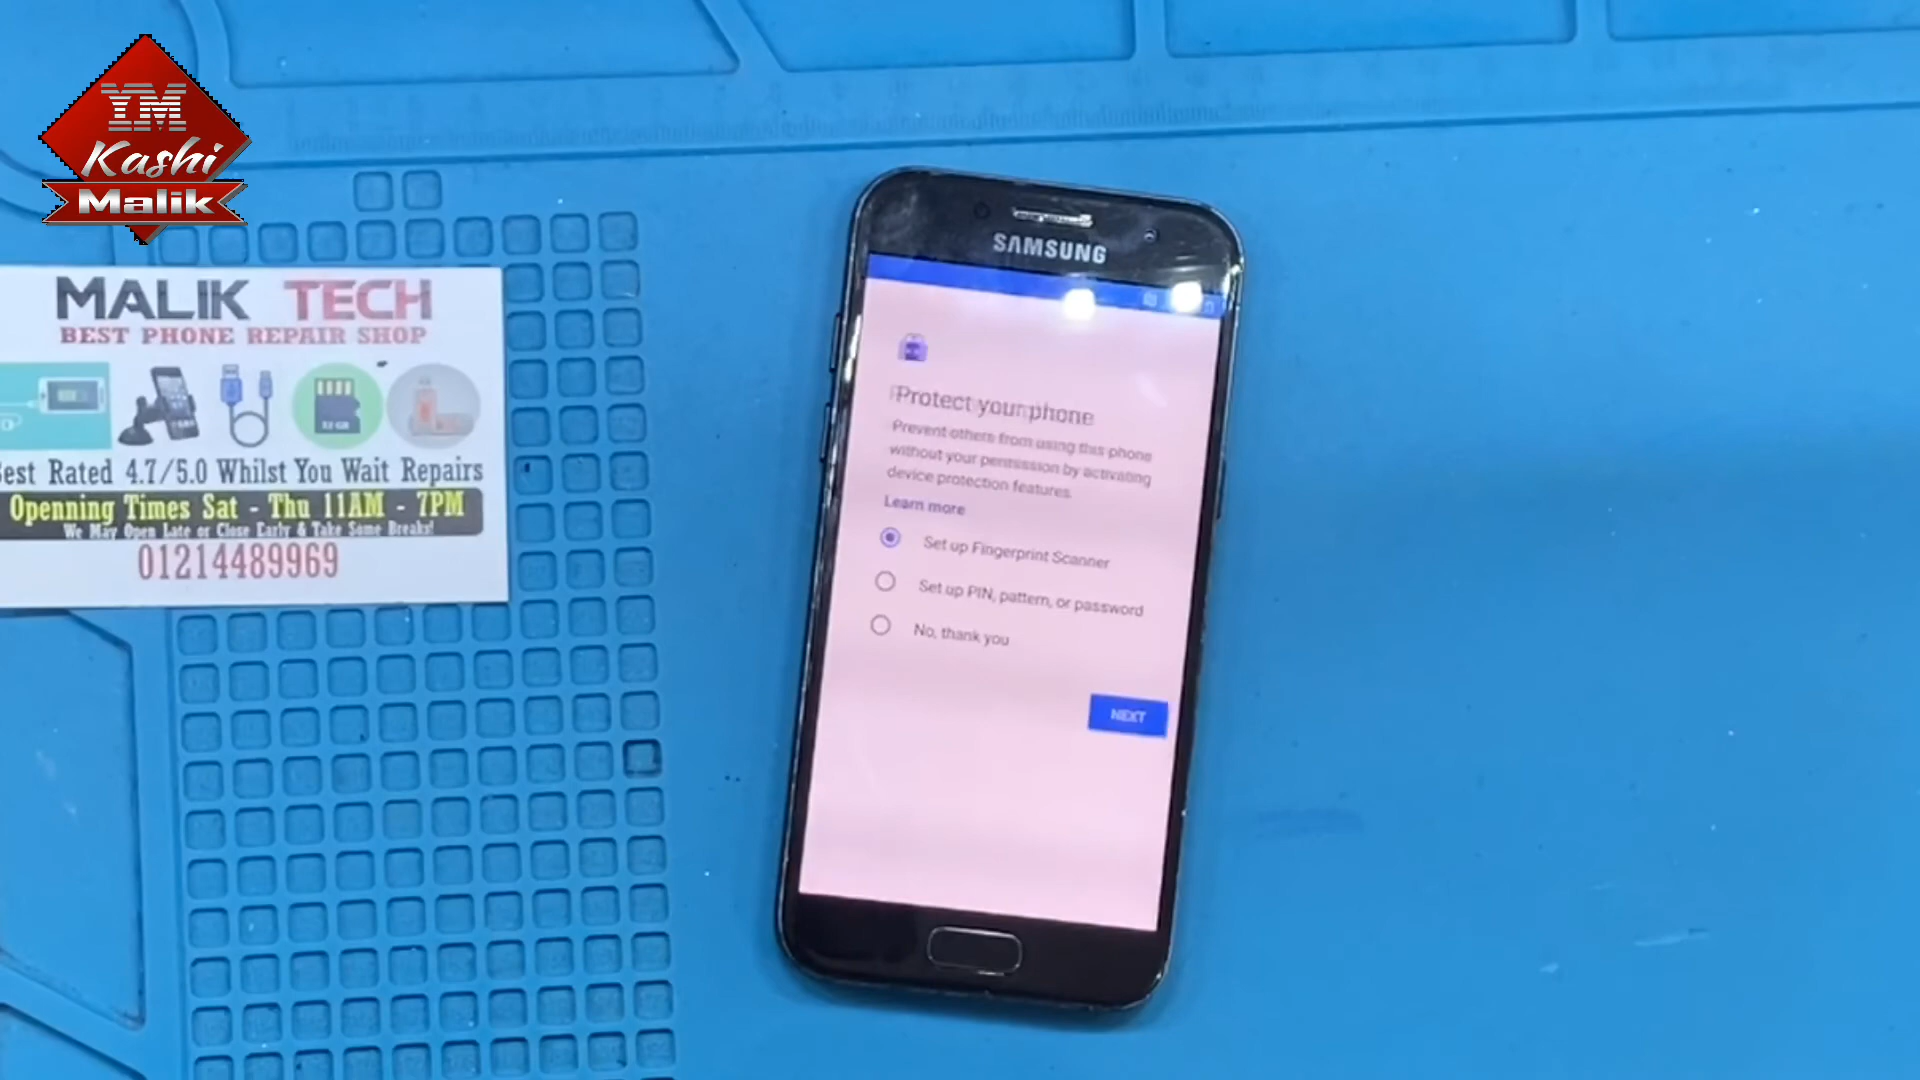 YM
Kashi
Malik
MALIK TECH
BEST PHONE REPAIR SHOP
32 GB
Best Rated 4.7/5.0 Whilst You Wait Repairs
Openning Times Sat - Thu 11AM - 7PM
We May Open Late or Close Early & Take Some Breaks!
01214489969
SAMSUNG
Protect your phone
Prevent others from using this phone
without your permission by activating
device protection features.
Learn more
Set up Fingerprint Scanner
Set up PIN, pattern, or password
No, thank you
NEXT